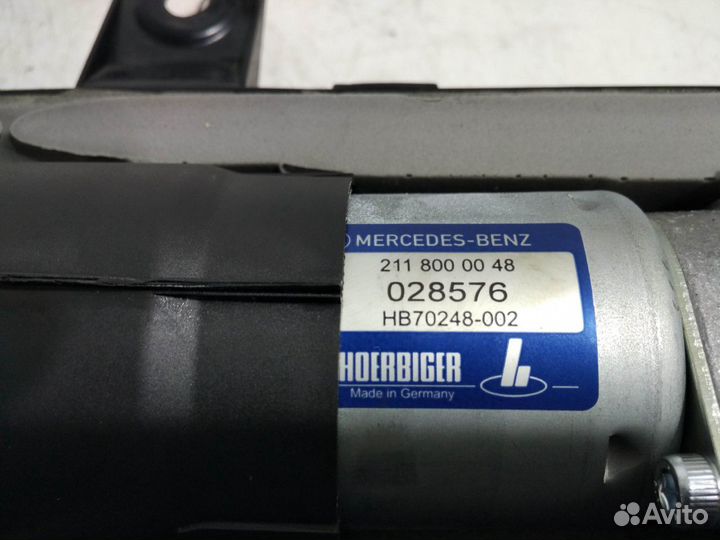 MERCEDES-BENZ
211 800 00 48
028576
HB70248-002
HOERBIGER
Made in Germany
Avito